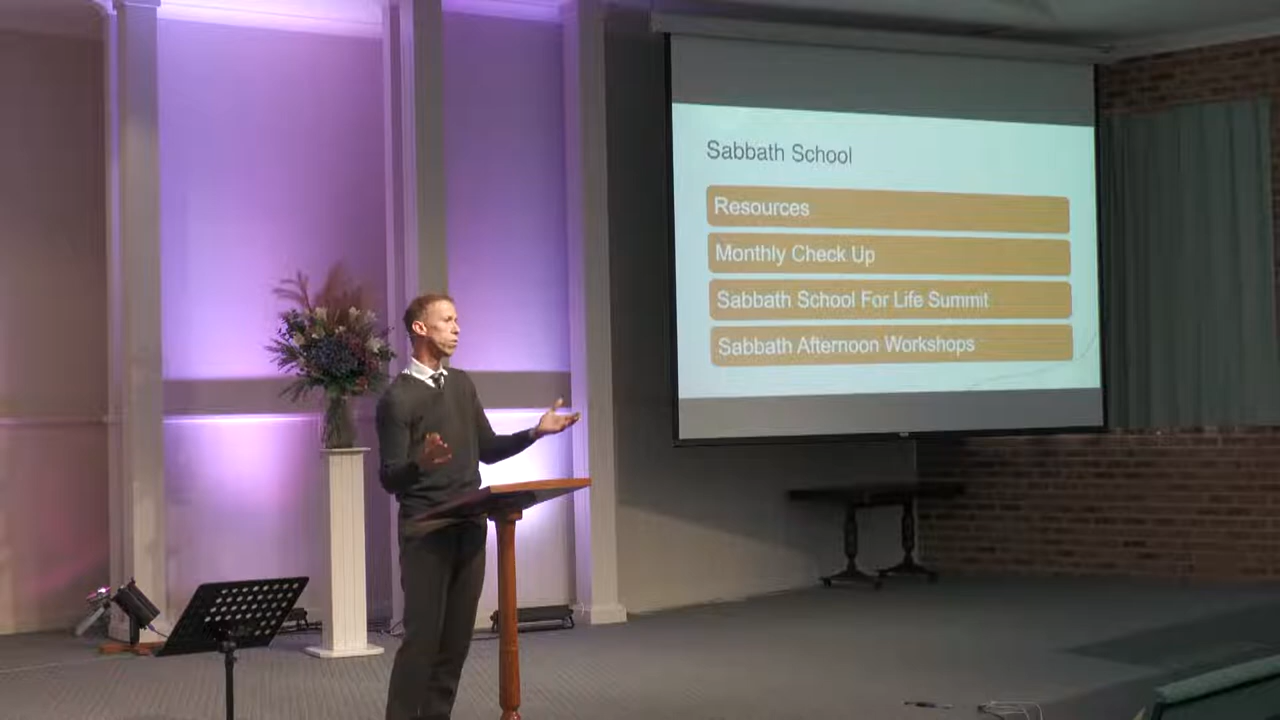 Sabbath School
Resources
Monthly Check Up
Sabbath School For Life Summit
Sabbath Afternoon Workshops